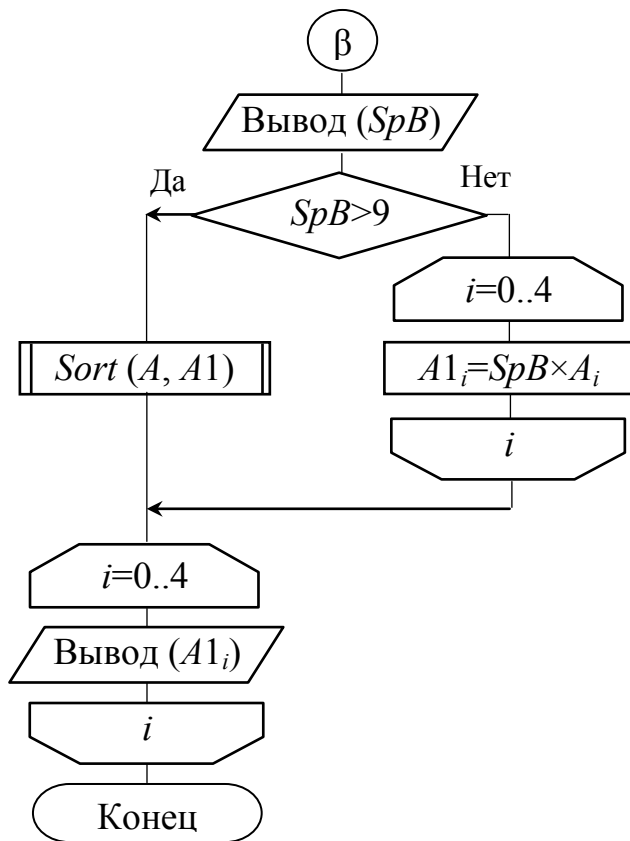 β
Вывод (SpB)
Да
Нет
SpB>9
i=0..4
Sort (A, A1)
A1ᵢ=SpB×Aᵢ
i
i=0..4
Вывод (A1ᵢ)
i
Конец